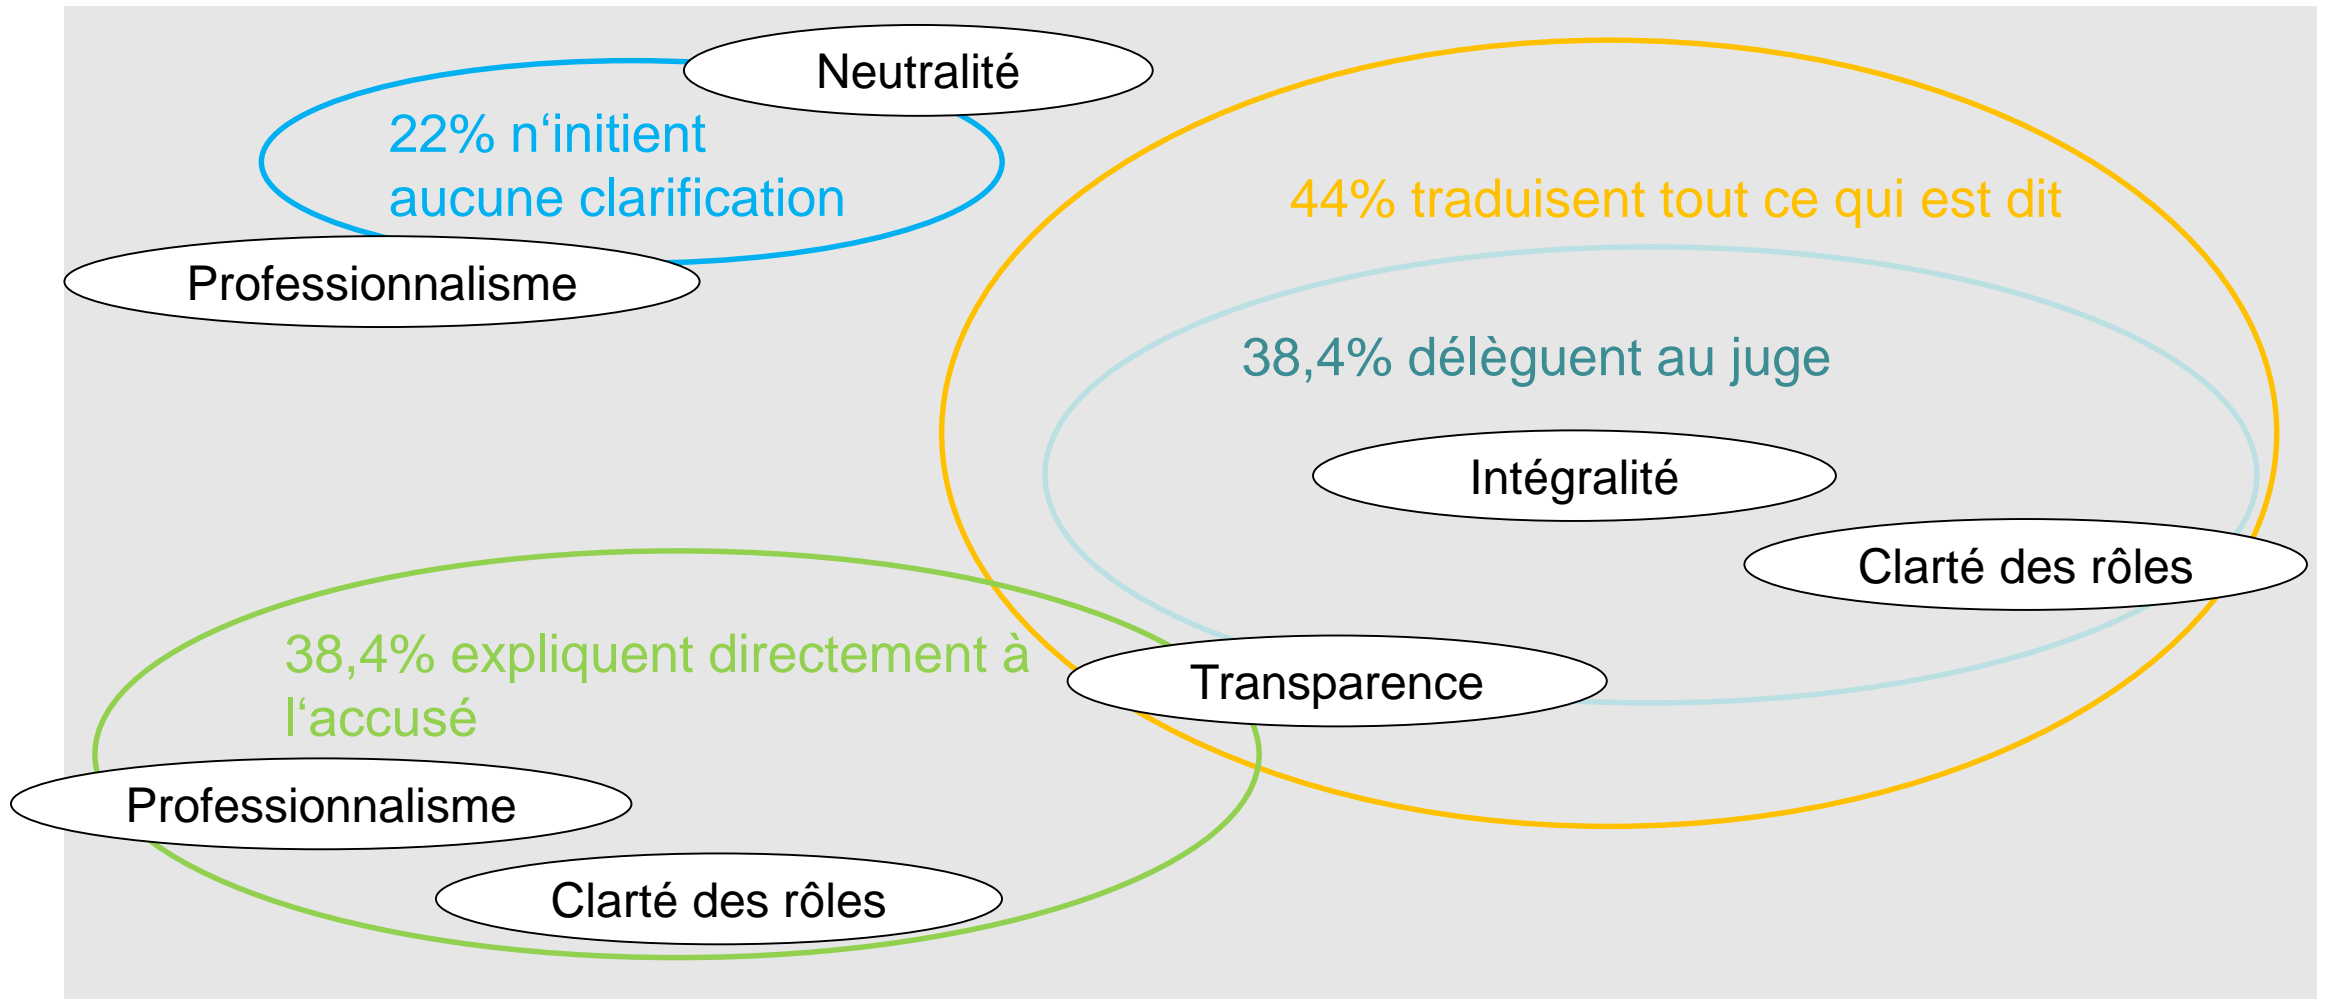 Neutralité
22% n‘initient
aucune clarification
Professionnalisme
44% traduisent tout ce qui est dit
38,4% délèguent au juge
Intégralité
Clarté des rôles
38,4% expliquent directement à
l‘accusé
Transparence
Professionnalisme
Clarté des rôles